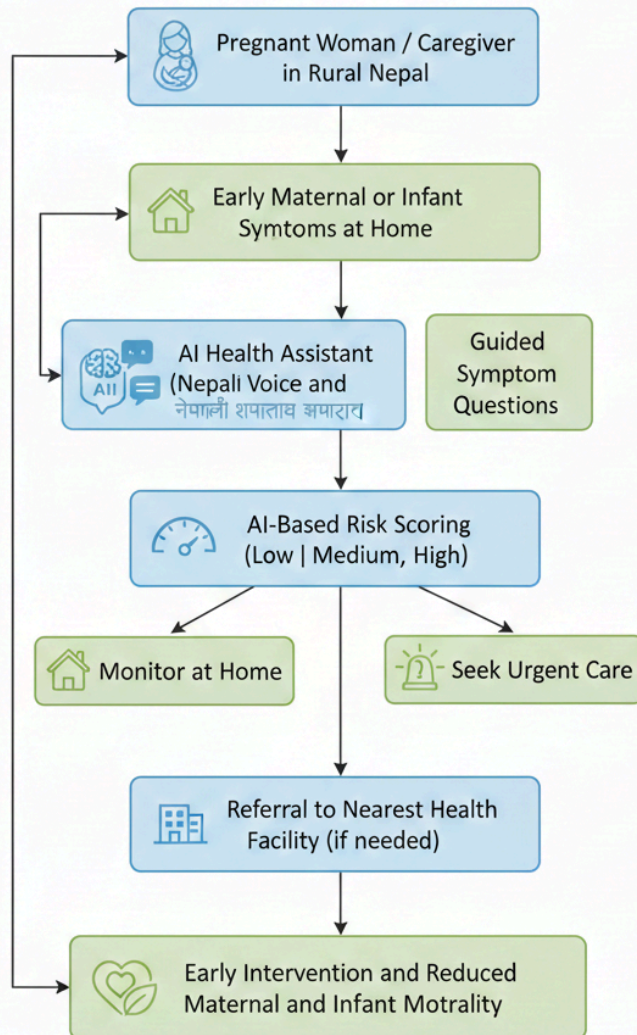 Pregnant Woman / Caregiver
in Rural Nepal
Early Maternal or Infant
Symtoms at Home
AI Health Assistant
(Nepali Voice and
Guided
Symptom
Questions
AI-Based Risk Scoring
(Low | Medium, High)
Monitor at Home
Seek Urgent Care
Referral to Nearest Health
Facility (if needed)
Early Intervention and Reduced
Maternal and Infant Motrality